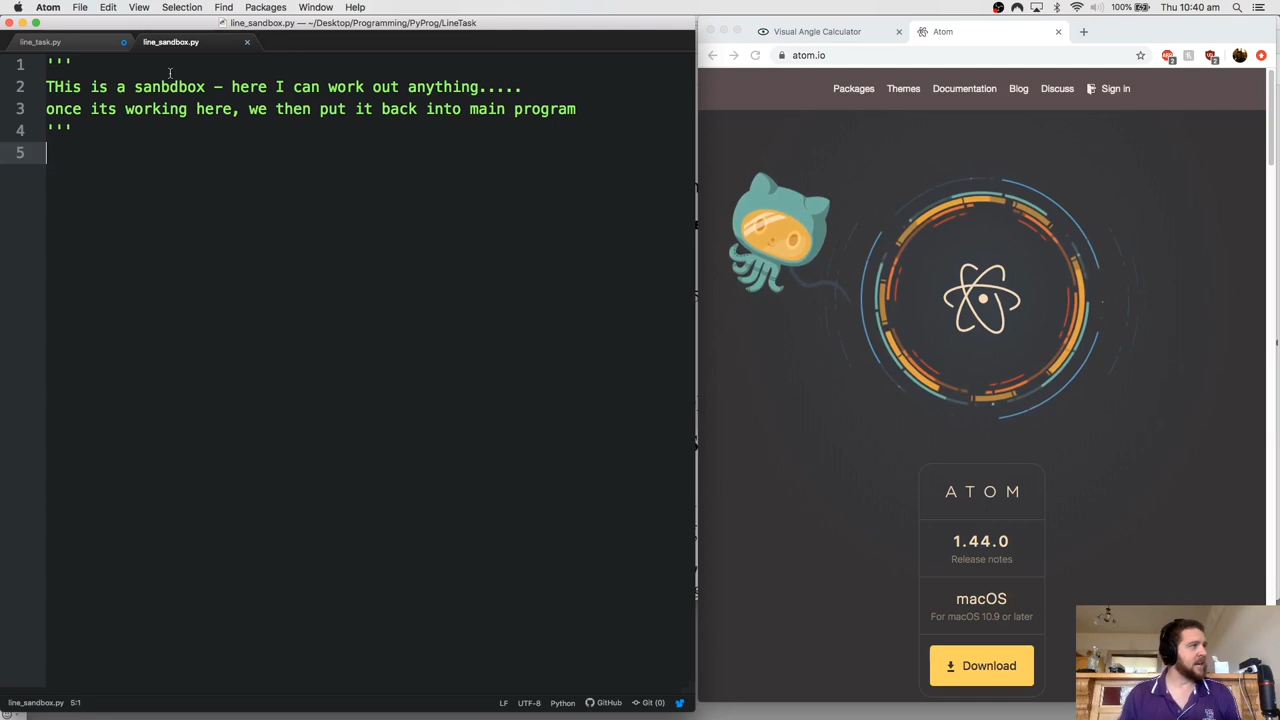 Atom File Edit View Selection Find Packages Window Help
100% Thu 10:40 am
line_sandbox.py — ~/Desktop/Programming/PyProg/LineTask
line_task.py
line_sandbox.py
1 '''
2 THis is a sanbdbox - here I can work out anything.....
3 once its working here, we then put it back into main program
4 '''
5
line_sandbox.py 5:1
LF UTF-8 Python GitHub Git (0)
Visual Angle Calculator
Atom
atom.io
Packages Themes Documentation Blog Discuss Sign in
ATOM
1.44.0
Release notes
macOS
For macOS 10.9 or later
Download